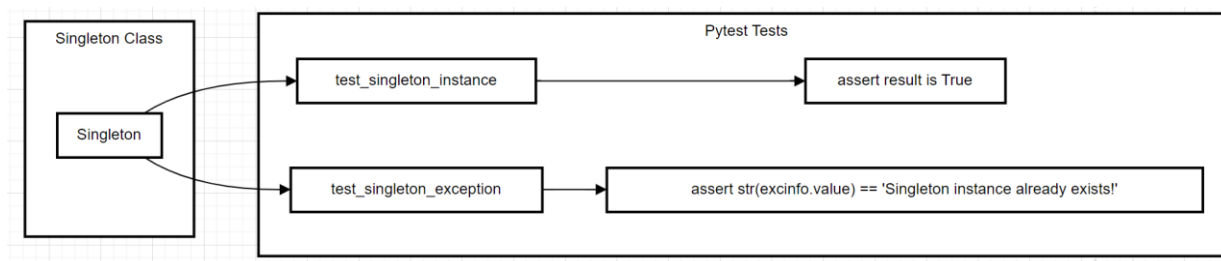 Singleton Class
Singleton
Pytest Tests
test_singleton_instance
assert result is True
test_singleton_exception
assert str(excinfo.value) == 'Singleton instance already exists!'